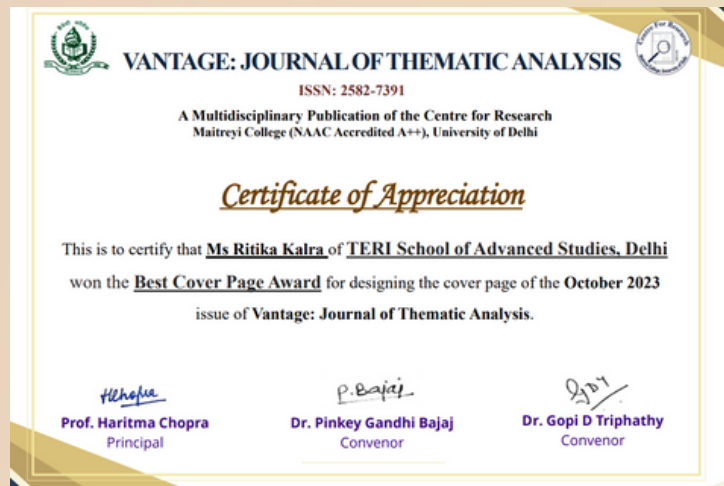 VANTAGE: JOURNAL OF THEMATIC ANALYSIS
ISSN: 2582-7391
A Multidisciplinary Publication of the Centre for Research
Maitreyi College (NAAC Accredited A++), University of Delhi
Certificate of Appreciation
This is to certify that Ms Ritika Kalra of TERI School of Advanced Studies, Delhi
won the Best Cover Page Award for designing the cover page of the October 2023
issue of Vantage: Journal of Thematic Analysis.
P. Bajaj
Prof. Haritma Chopra
Principal
Dr. Pinkey Gandhi Bajaj
Convenor
Dr. Gopi D Triphathy
Convenor